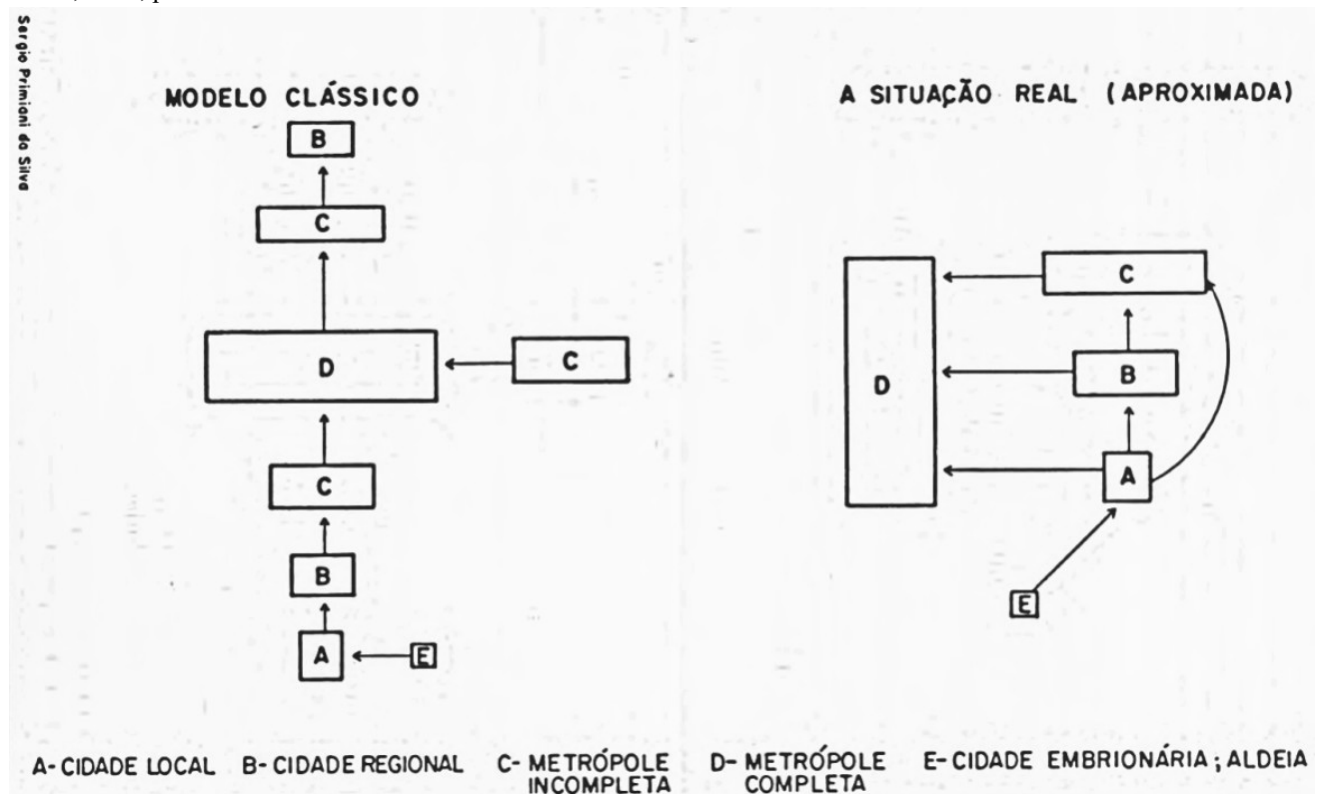 Sergio Primiani da Silva
MODELO CLÁSSICO
B
C
D
C
C
B
A
E
A SITUAÇÃO REAL (APROXIMADA)
C
D
B
A
E
A- CIDADE LOCAL B- CIDADE REGIONAL C- METRÓPOLE INCOMPLETA D- METRÓPOLE COMPLETA E- CIDADE EMBRIONÁRIA; ALDEIA